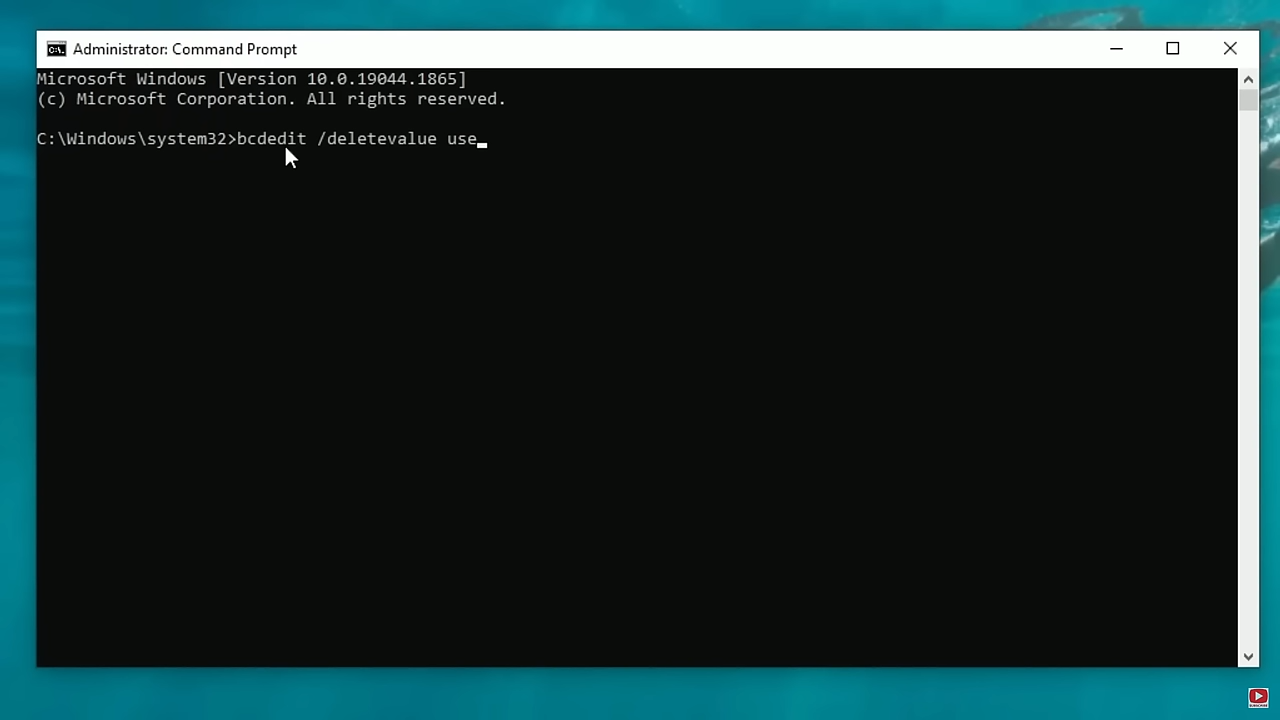 Administrator: Command Prompt
Microsoft Windows [Version 10.0.19044.1865]
(c) Microsoft Corporation. All rights reserved.
C:\Windows\system32>bcdedit /deletevalue use